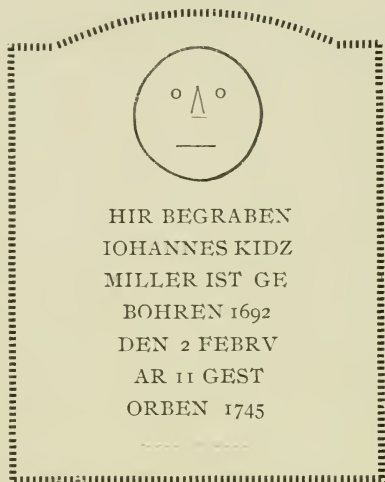 HIR BEGRABEN
IOHANNES KIDZ
MILLER IST GE
BOHREN 1692
DEN 2 FEBRV
AR 11 GEST
ORBEN 1745